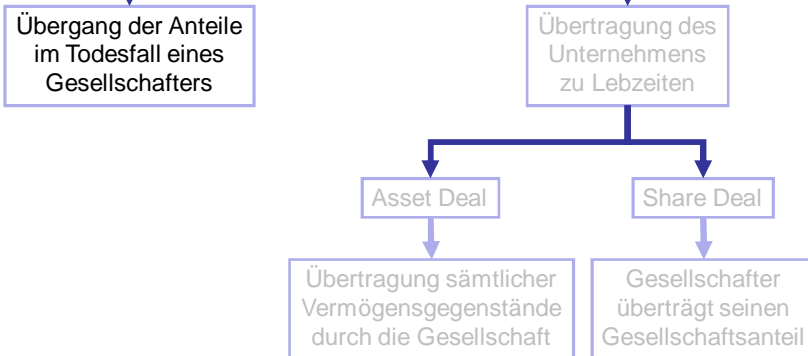 Übergang der Anteile
im Todesfall eines
Gesellschafters
Übertragung des
Unternehmens
zu Lebzeiten
Asset Deal
Share Deal
Übertragung sämtlicher
Vermögensgegenstände
durch die Gesellschaft
Gesellschafter
überträgt seinen
Gesellschaftsanteil